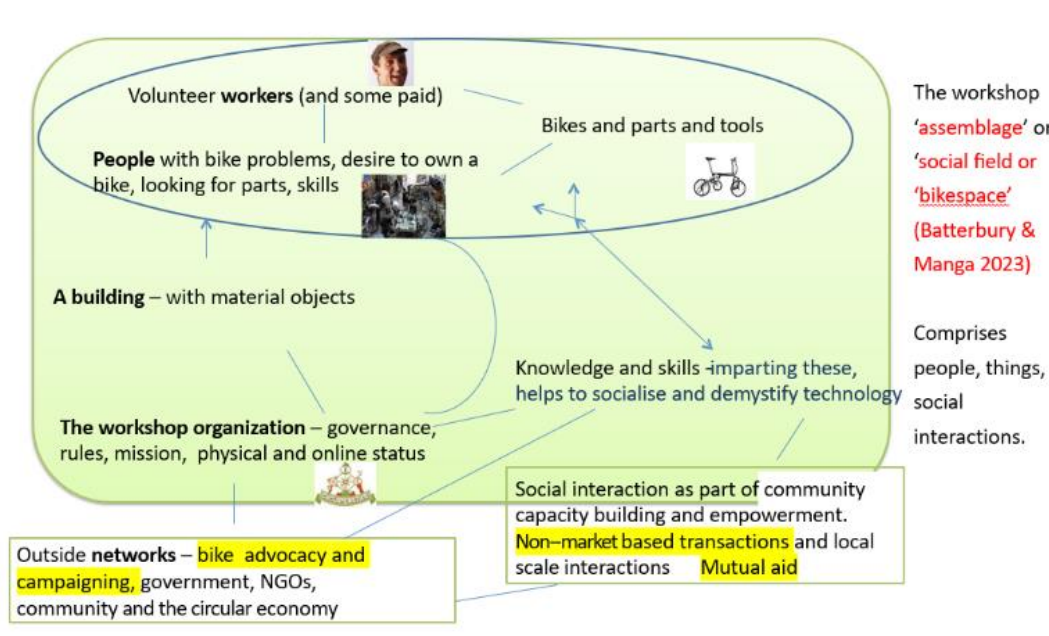 Volunteer workers (and some paid)
Bikes and parts and tools
People with bike problems, desire to own a
bike, looking for parts, skills
A building – with material objects
Knowledge and skills -imparting these,
helps to socialise and demystify technology
The workshop organization – governance,
rules, mission, physical and online status
Social interaction as part of community
capacity building and empowerment.
Non–market based transactions and local
scale interactions Mutual aid
Outside networks – bike advocacy and
campaigning, government, NGOs,
community and the circular economy
The workshop
‘assemblage’ or
‘social field or
‘bikespace’
(Batterbury &
Manga 2023)
Comprises
people, things,
social
interactions.